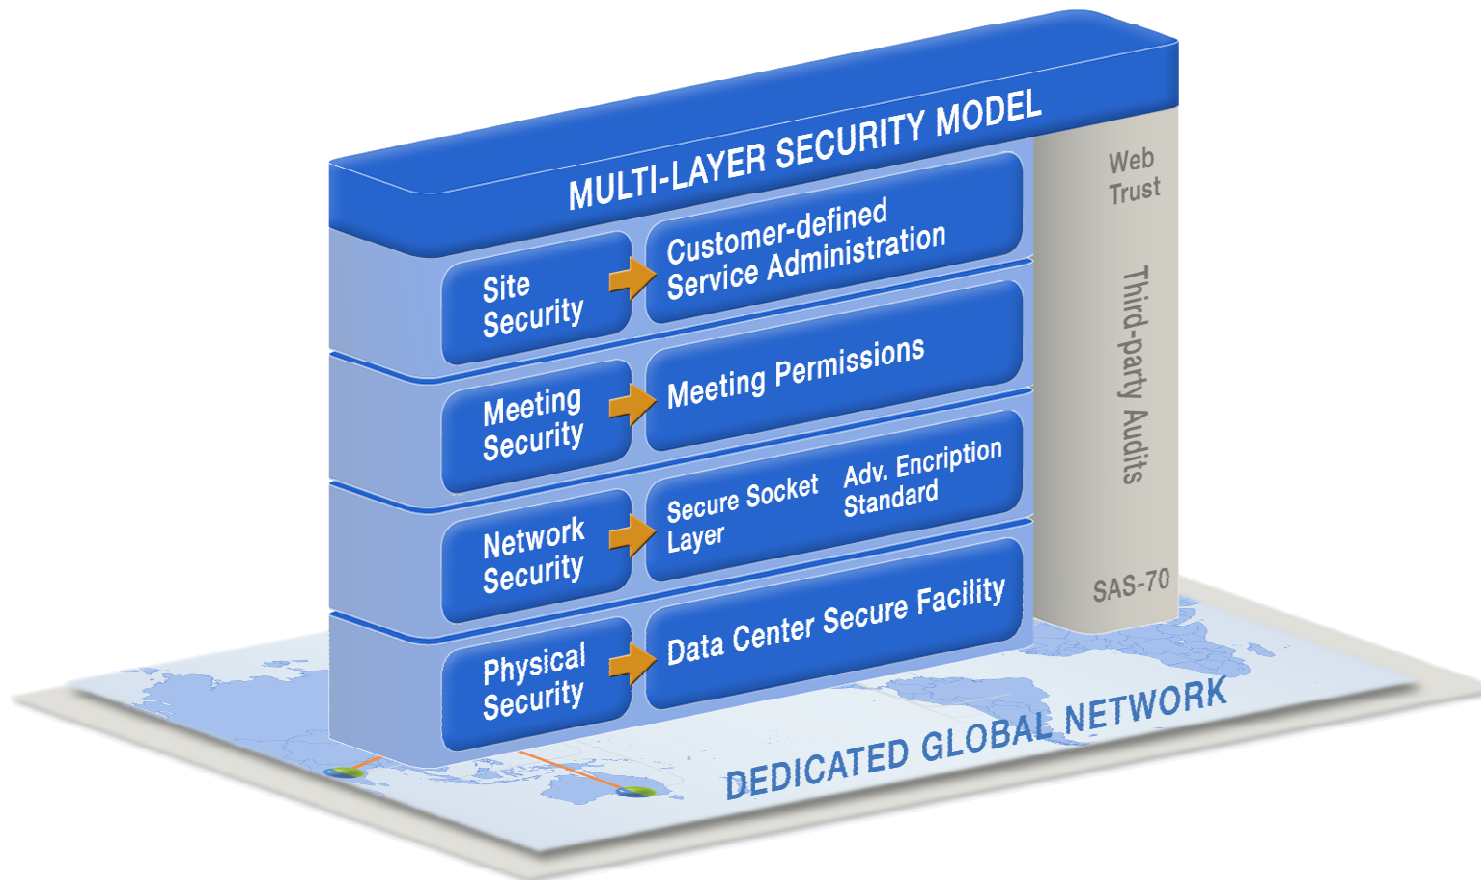 MULTI-LAYER SECURITY MODEL
Site
Security
Customer-defined
Service Administration
Meeting
Security
Meeting Permissions
Network
Security
Secure Socket
Layer
Adv. Encription
Standard
Physical
Security
Data Center Secure Facility
Web
Trust
Third-party Audits
SAS-70
DEDICATED GLOBAL NETWORK